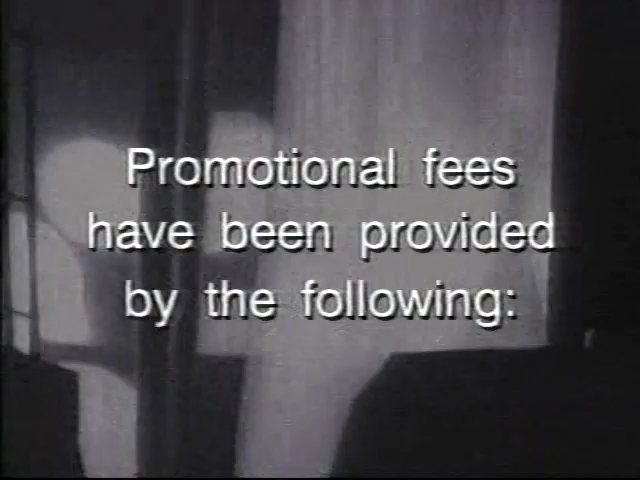 Promotional fees
have been provided
by the following: